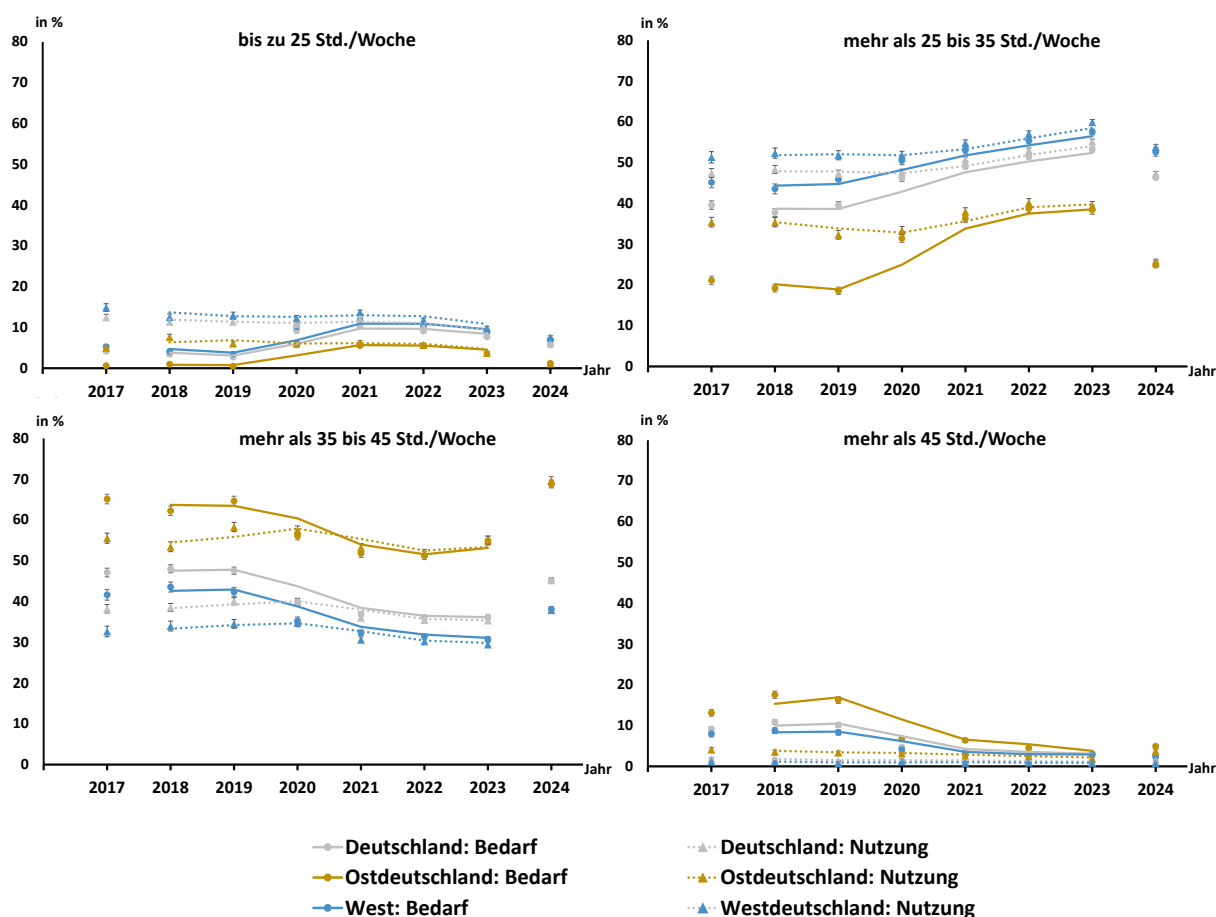 in %
bis zu 25 Std./Woche
80
70
60
50
40
30
20
10
0
2017 2018 2019 2020 2021 2022 2023 2024
Jahr
in %
mehr als 25 bis 35 Std./Woche
80
70
60
50
40
30
20
10
0
2017 2018 2019 2020 2021 2022 2023 2024
Jahr
in %
mehr als 35 bis 45 Std./Woche
80
70
60
50
40
30
20
10
0
2017 2018 2019 2020 2021 2022 2023 2024
in %
mehr als 45 Std./Woche
80
70
60
50
40
30
20
10
0
2017 2018 2019 2020 2021 2022 2023 2024
Jahr
Deutschland: Bedarf
Deutschland: Nutzung
Ostdeutschland: Bedarf
Ostdeutschland: Nutzung
West: Bedarf
Westdeutschland: Nutzung